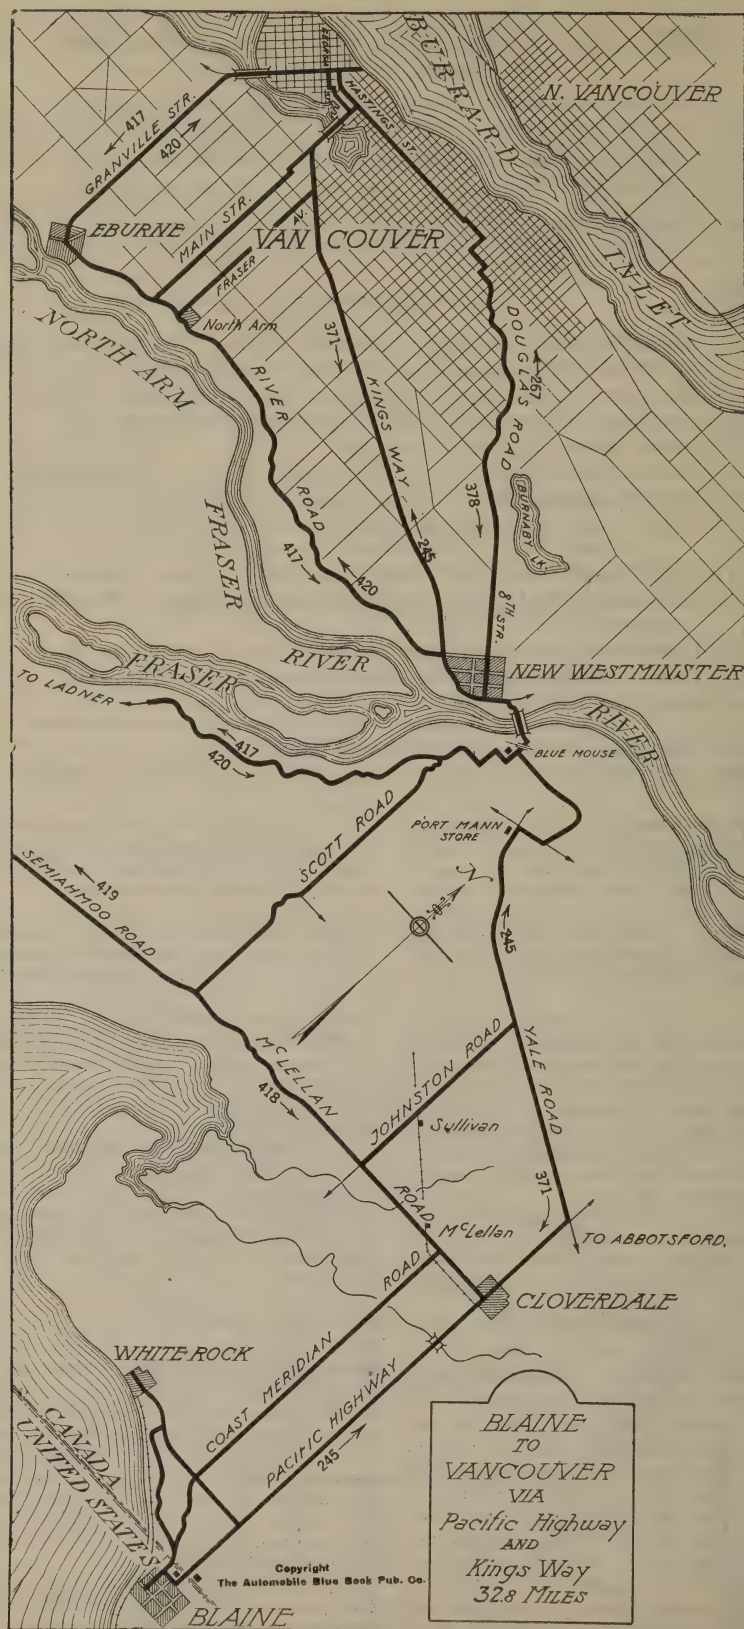 BURRARD
INLET
N. VANCOUVER
GEORGIA
HASTINGS ST.
417
GRANVILLE STR.
420
EBURNE
MAIN STR.
VANCOUVER
FRASER AV.
North Arm
NORTH ARM
FRASER
RIVER
RIVER
ROAD
371
KINGS WAY
DOUGLAS ROAD
267
378
BURNABY LK.
245
417
420
8TH STR.
NEW WESTMINSTER
FRASER
RIVER
TO LADNER
417
420
BLUE MOUSE
PORT MANN
STORE
SCOTT ROAD
N
SEMIAHMOO ROAD
419
245
YALE ROAD
McLELLAN
ROAD
418
JOHNSTON ROAD
Sullivan
371
McLellan
TO ABBOTSFORD,
CLOVERDALE
WHITE ROCK
COAST MERIDIAN ROAD
PACIFIC HIGHWAY
245
CANADA
UNITED STATES
BLAINE
Copyright
The Automobile Blue Book Pub. Co.
BLAINE
TO
VANCOUVER
VIA
Pacific Highway
AND
Kings Way
32.8 MILES